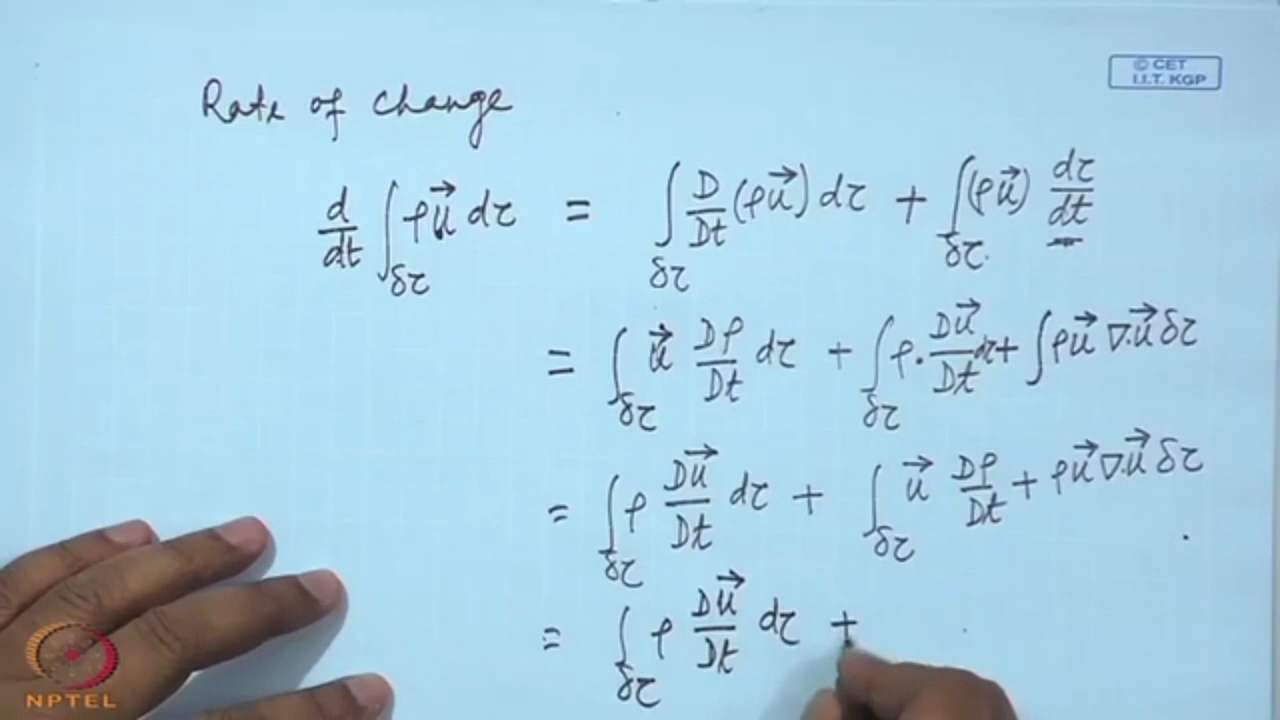 © CET
I.I.T. KGP
Rate of change
d/dt ∫_δτ ρu⃗ dτ = ∫_δτ D/Dt (ρu⃗) dτ + ∫_δτ (ρu⃗) dτ/dt
= ∫_δτ u⃗ Dρ/Dt dτ + ∫_δτ ρ · Du⃗/Dt dτ + ∫ ρu⃗ ∇.u⃗ δτ
= ∫_δτ ρ Du⃗/Dt dτ + ∫_δτ u⃗ Dρ/Dt + ρu⃗ ∇.u⃗ δτ
= ∫_δτ ρ Du⃗/Dt dτ +
NPTEL